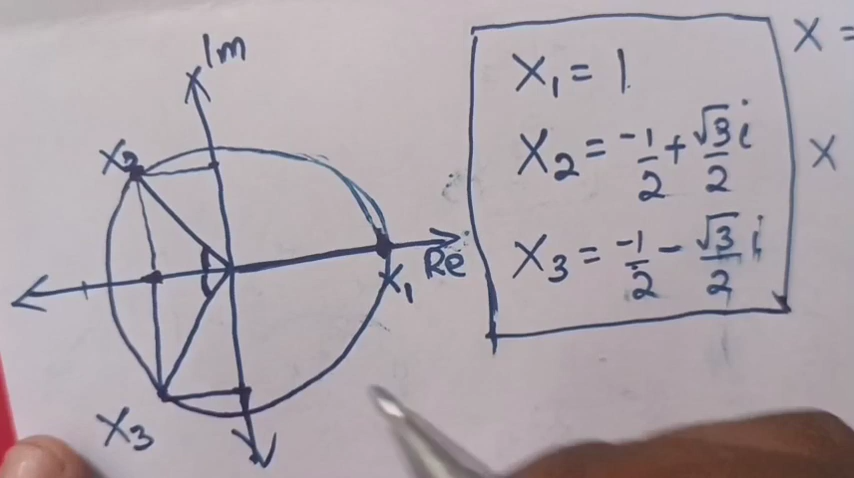 Im
X₂
Re
X₁
X₃
X₁ = 1
X₂ = -1/2 + √3/2 i
X₃ = -1/2 - √3/2 i
X =
X